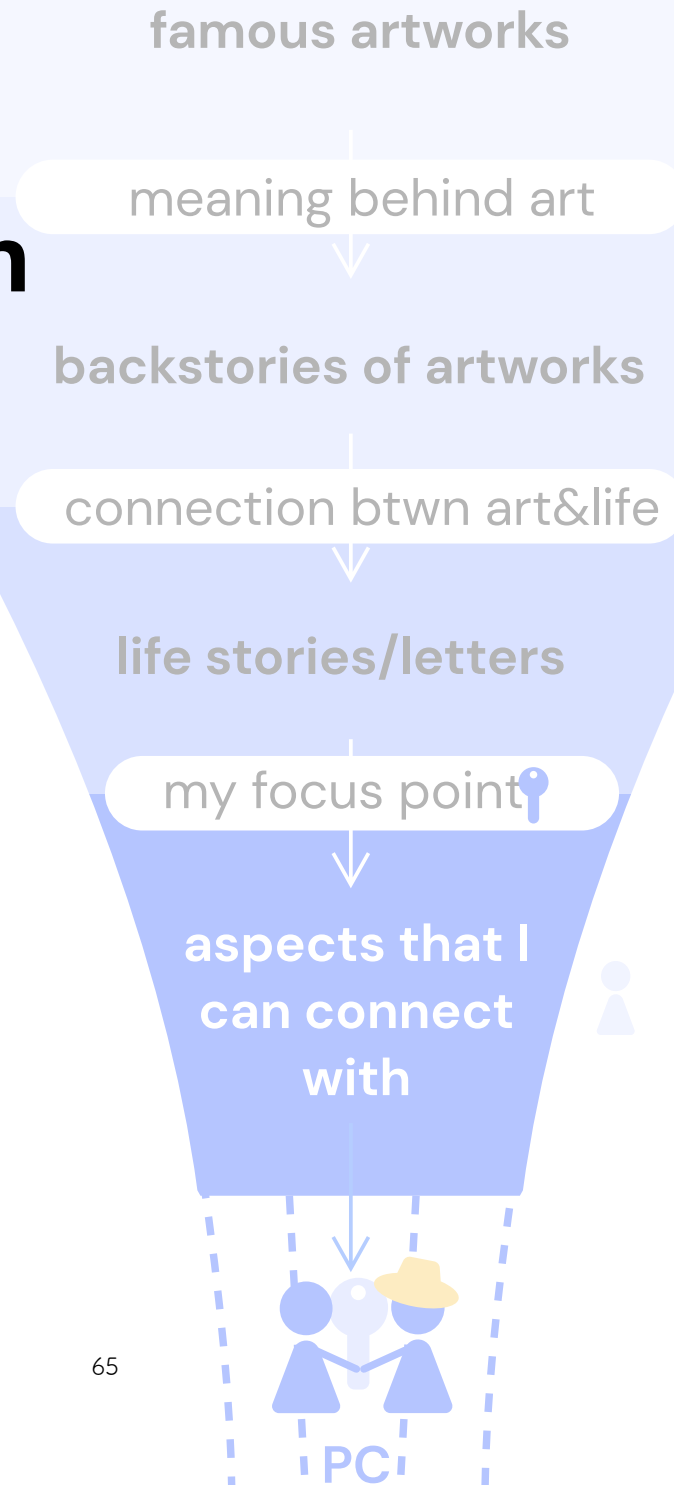 famous artworks
meaning behind art
n
backstories of artworks
connection btwn art&life
life stories/letters
my focus point
aspects that I
can connect
with
65
PC